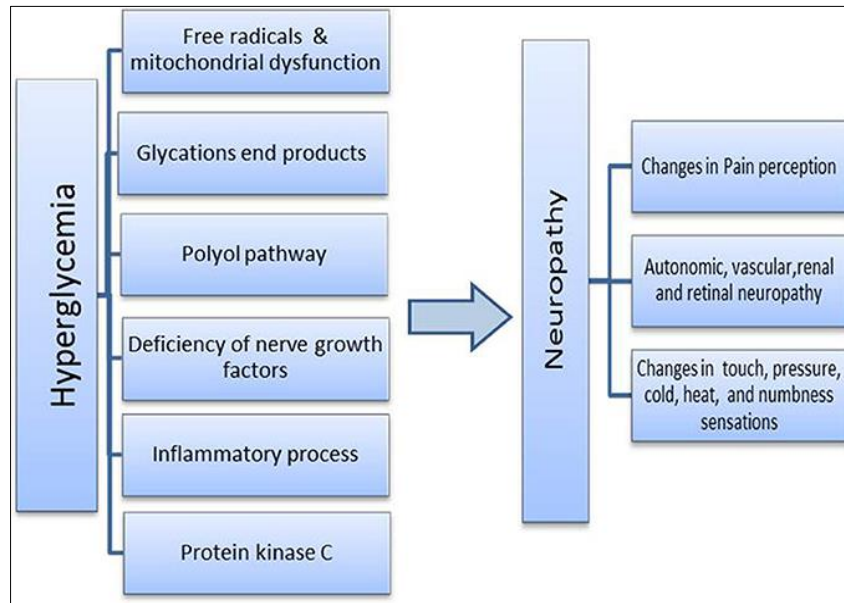 Hyperglycemia
Free radicals & 
mitochondrial dysfunction
Glycations end products
Polyol pathway
Deficiency of nerve growth
factors
Inflammatory process
Protein kinase C
Neuropathy
Changes in Pain perception
Autonomic, vascular,renal
and retinal neuropathy
Changes in touch, pressure,
cold, heat, and numbness
sensations